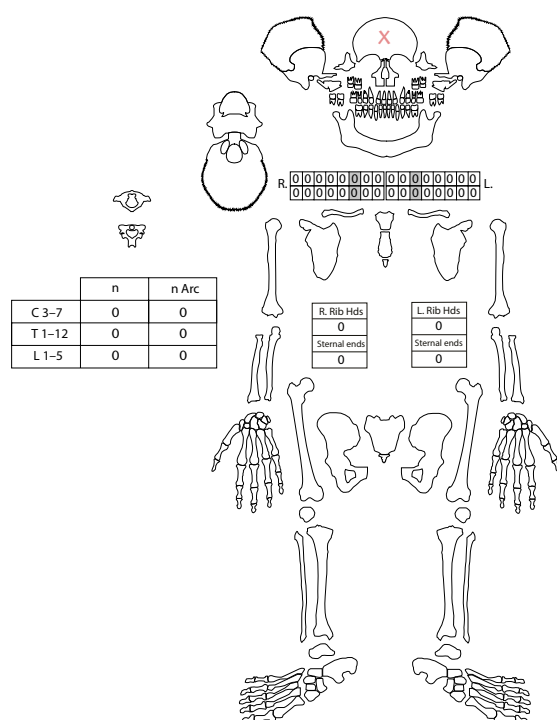 X
R. 0 0 0 0 0 0 0 0 0 0 0 0 0 0 0 0 L.
0 0 0 0 0 0 0 0 0 0 0 0 0 0 0 0
n n Arc
C 3–7 0 0
T 1–12 0 0
L 1–5 0 0
R. Rib Hds
0
Sternal ends
0
L. Rib Hds
0
Sternal ends
0